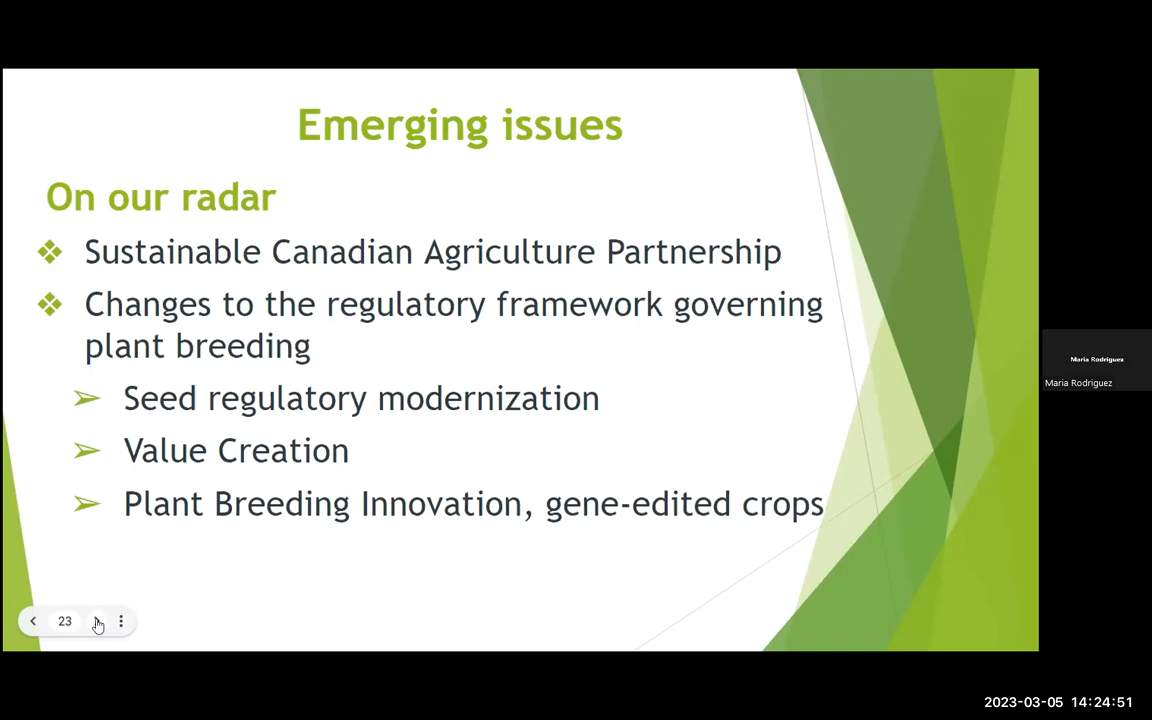 Emerging issues
On our radar
❖ Sustainable Canadian Agriculture Partnership
❖ Changes to the regulatory framework governing
plant breeding
➢ Seed regulatory modernization
➢ Value Creation
➢ Plant Breeding Innovation, gene-edited crops
23
Maria Rodriguez
Maria Rodriguez
2023-03-05 14:24:51